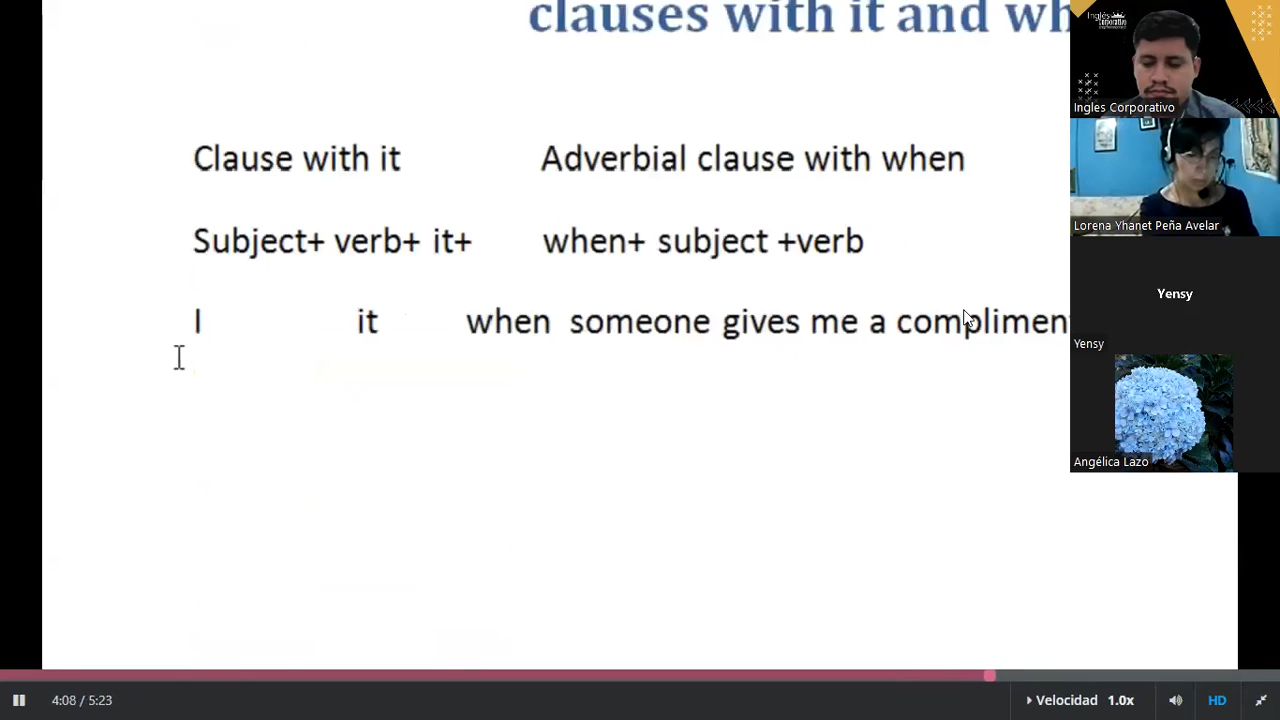 clauses with it and wh
Clause with it Adverbial clause with when
Subject+ verb+ it+ when+ subject +verb
I it when someone gives me a complimen
Inglés
Corporativo
Ingles Corporativo
Lorena Yhanet Peña Avelar
Yensy
Yensy
Angélica Lazo
4:08 / 5:23
Velocidad 1.0x
HD